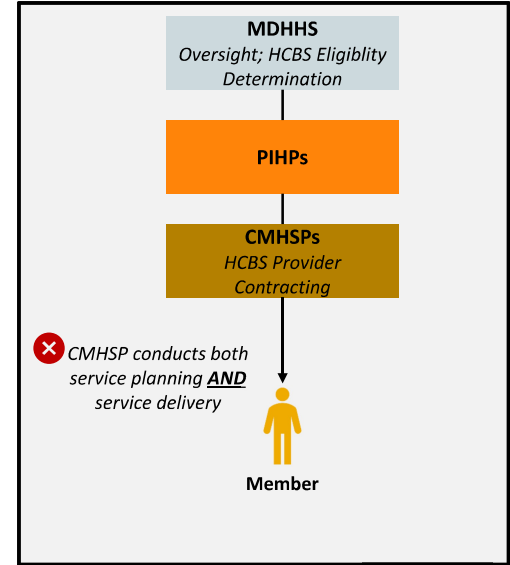 MDHHS
Oversight; HCBS Eligiblity
Determination
PIHPs
CMHSPs
HCBS Provider
Contracting
CMHSP conducts both
service planning AND
service delivery
Member